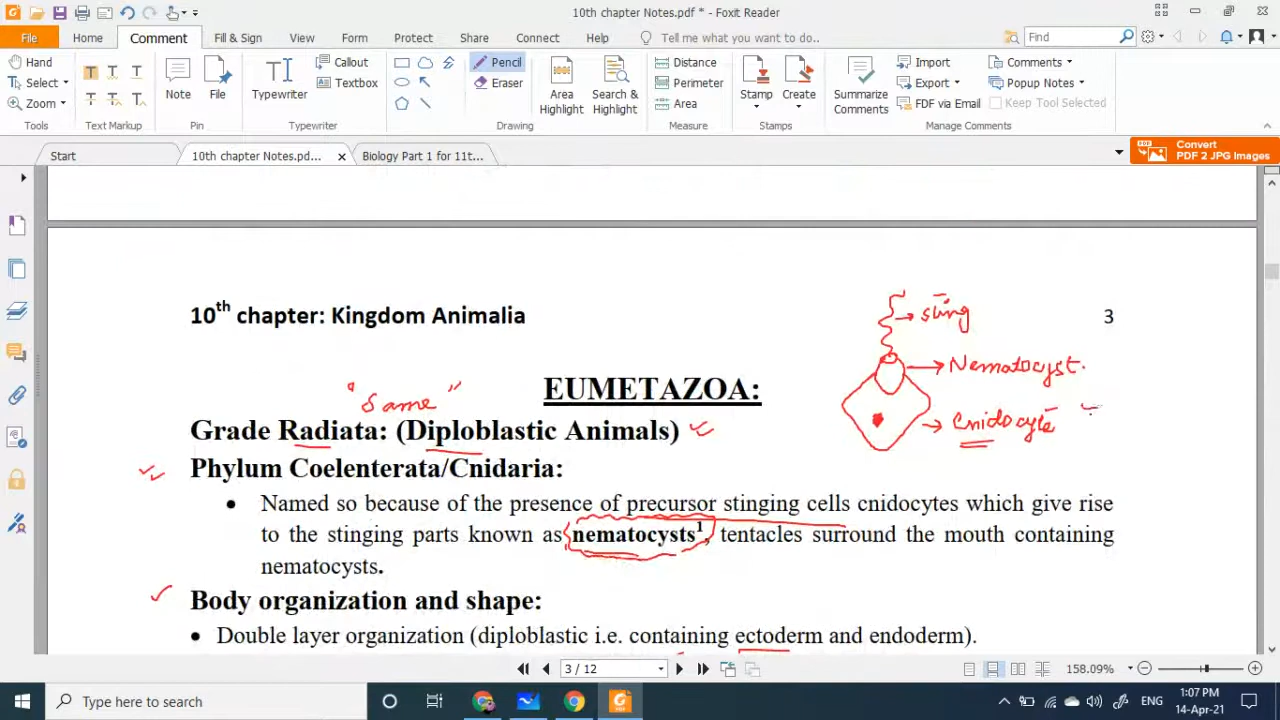 10th chapter Notes.pdf * - Foxit Reader
File Home Comment Fill & Sign View Form Protect Share Connect Help Tell me what you want to do... Find
Hand
Select
Zoom
Tools
Text Markup
Note
File
Pin
Typewriter
Callout
Textbox
Typewriter
Pencil
Eraser
Area Highlight
Search & Highlight
Drawing
Distance
Perimeter
Area
Measure
Stamp
Create
Stamps
Summarize Comments
Import
Export
FDF via Email
Comments
Popup Notes
Keep Tool Selected
Manage Comments
Start 10th chapter Notes.pd... Biology Part 1 for 11t...
Convert
PDF 2 JPG Images
10th chapter: Kingdom Animalia
3
sting
Nematocyst.
Cnidocyte
EUMETAZOA:
"Same"
Grade Radiata: (Diploblastic Animals)
Phylum Coelenterata/Cnidaria:
• Named so because of the presence of precursor stinging cells cnidocytes which give rise
to the stinging parts known as nematocysts1, tentacles surround the mouth containing
nematocysts.
Body organization and shape:
• Double layer organization (diploblastic i.e. containing ectoderm and endoderm).
3 / 12
158.09%
Type here to search
ENG
1:07 PM
14-Apr-21